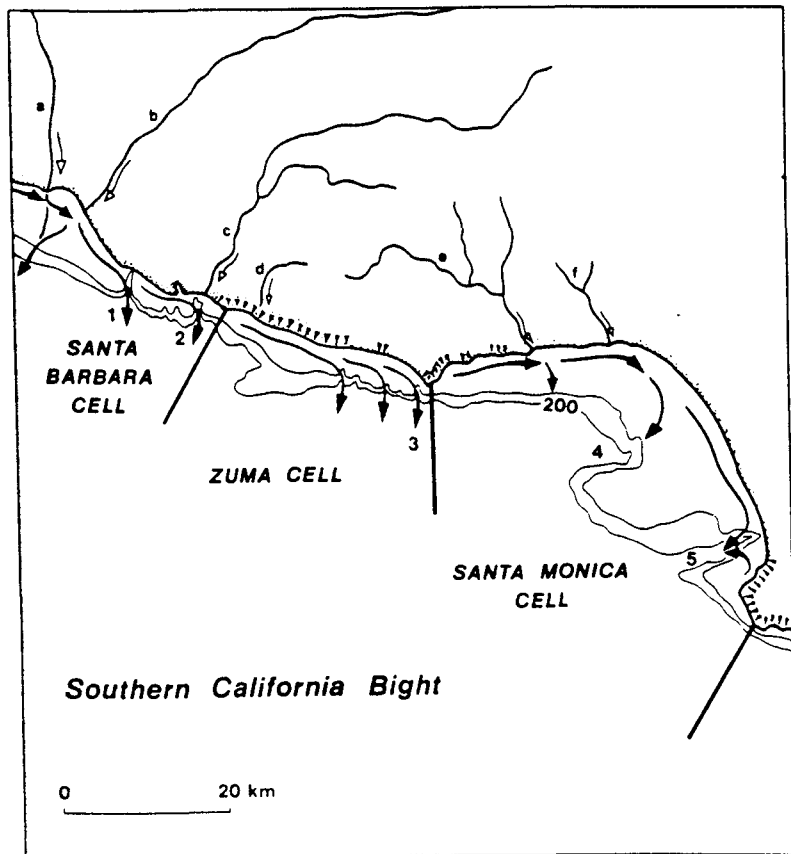 a
b
c
d
e
f
1
2
SANTA
BARBARA
CELL
3
200
4
ZUMA CELL
5
SANTA MONICA
CELL
Southern California Bight
0 20 km